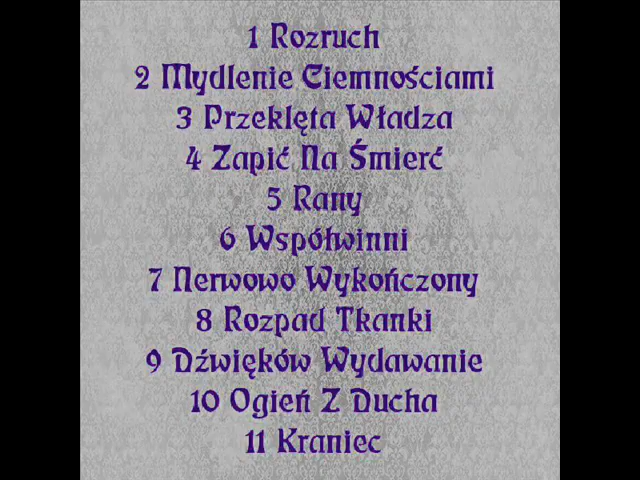 1 Rozruch
2 Mydlenie Ciemnościami
3 Przeklęta Władza
4 Zapić Na Śmierć
5 Rany
6 Współwinni
7 Nerwowo Wykończony
8 Rozpad Tkanki
9 Dźwięków Wydawanie
10 Ogień Z Ducha
11 Kraniec